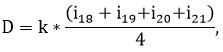 D = k * (i₁₈ + i₁₉+i₂₀+i₂₁) / 4,